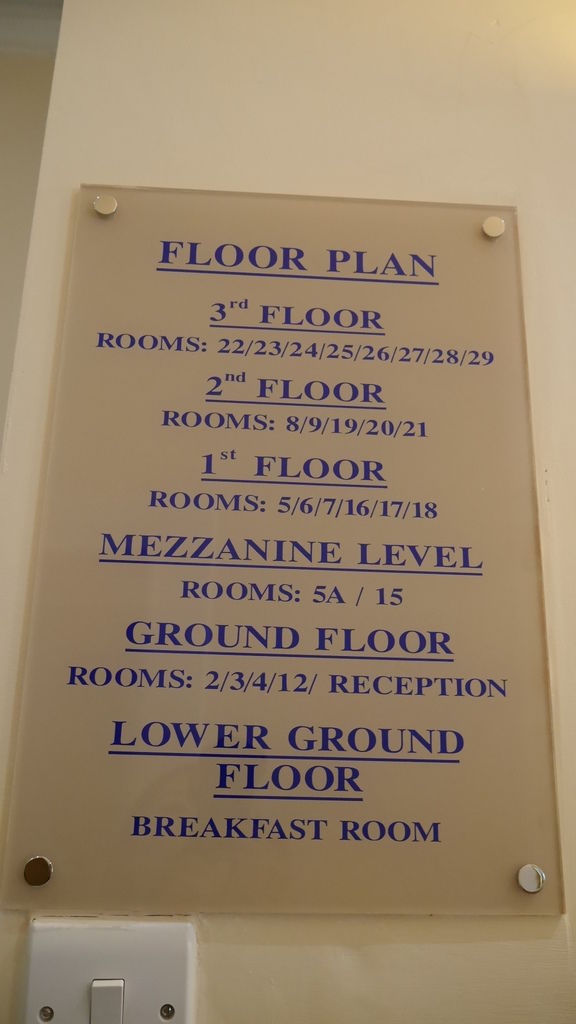 FLOOR PLAN
3rd FLOOR
ROOMS: 22/23/24/25/26/27/28/29
2nd FLOOR
ROOMS: 8/9/19/20/21
1st FLOOR
ROOMS: 5/6/7/16/17/18
MEZZANINE LEVEL
ROOMS: 5A / 15
GROUND FLOOR
ROOMS: 2/3/4/12/ RECEPTION
LOWER GROUND
FLOOR
BREAKFAST ROOM